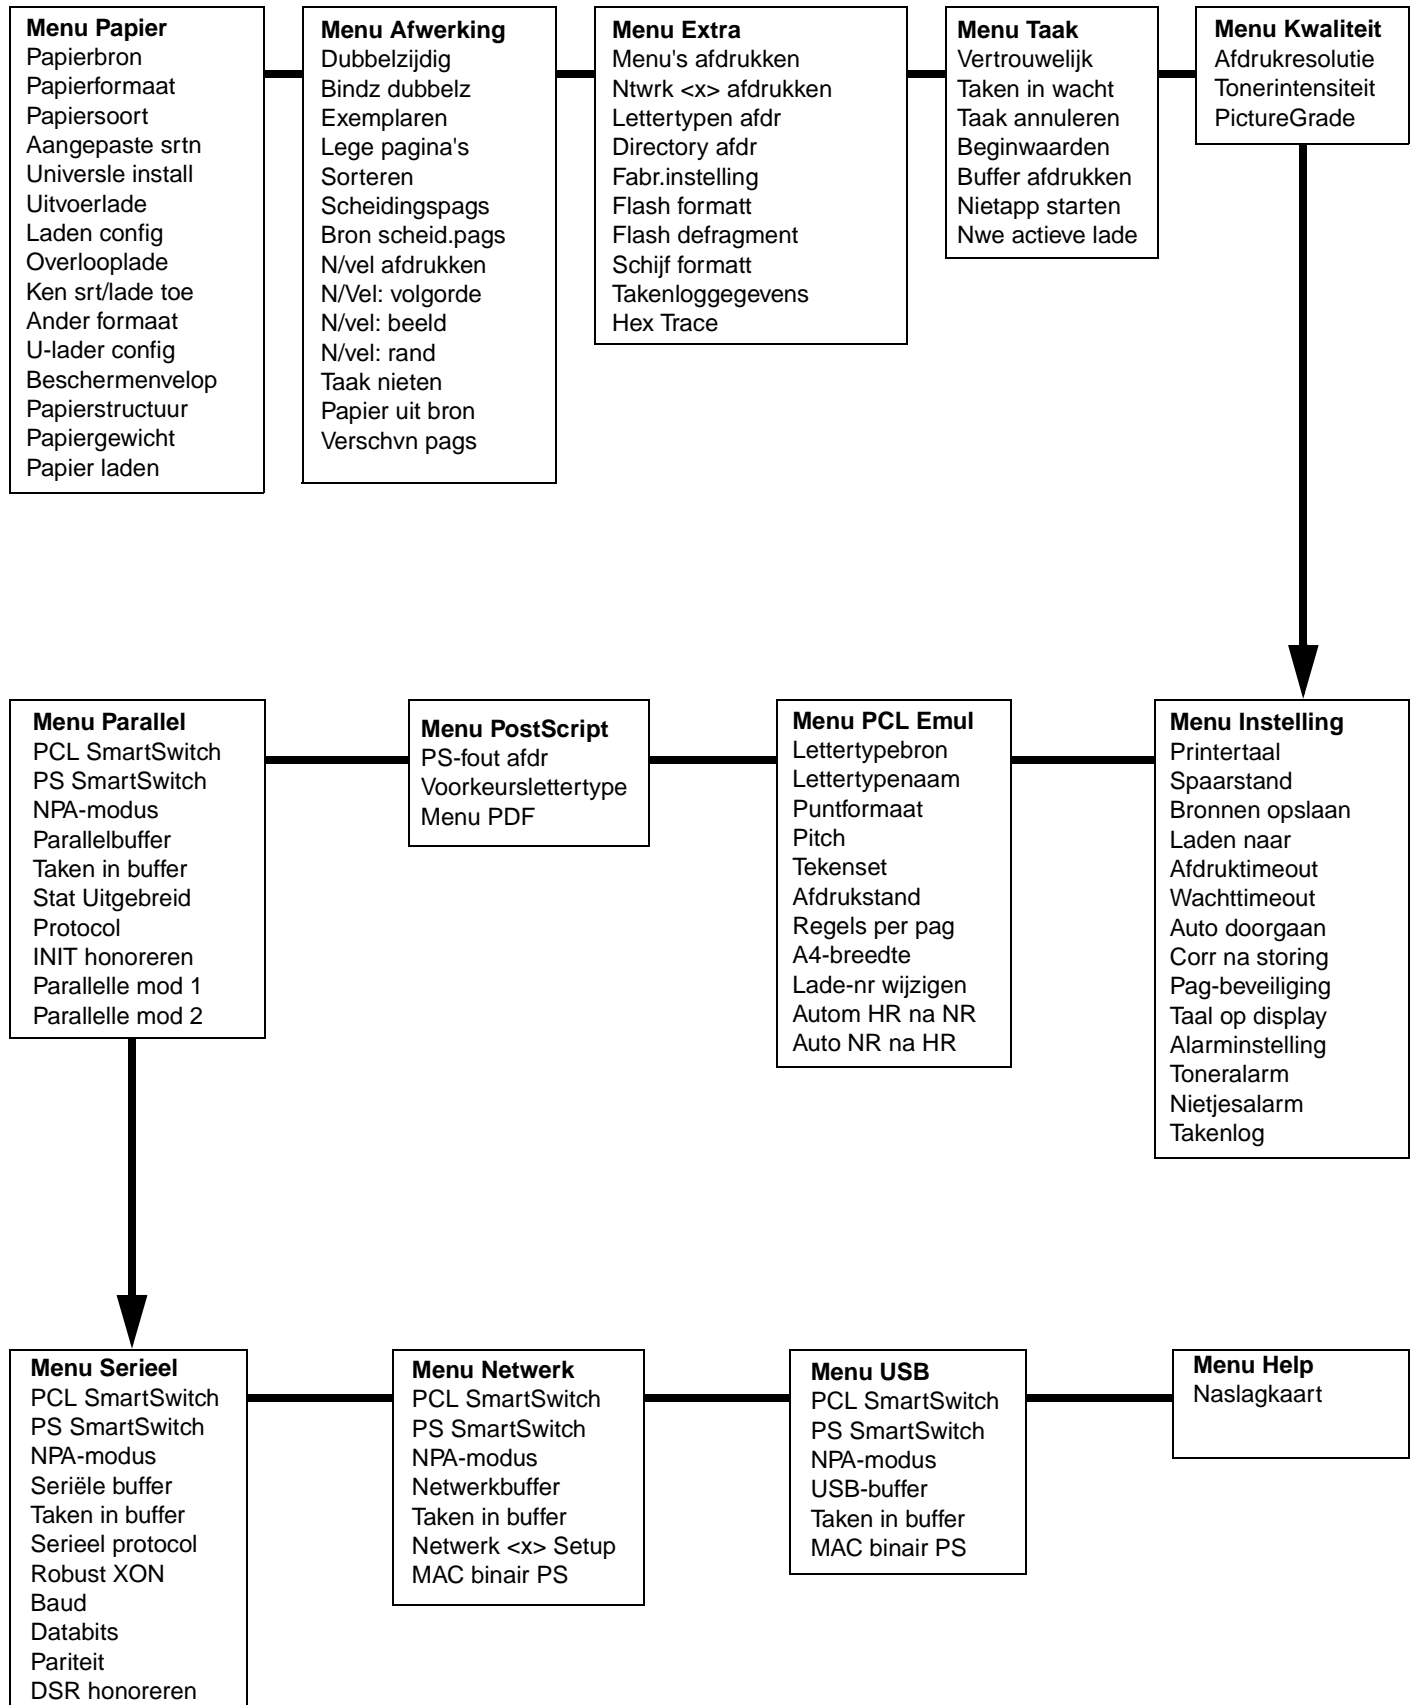 Menu Papier
Papierbron
Papierformaat
Papiersoort
Aangepaste srtn
Universle install
Uitvoerlade
Laden config
Overlooplade
Ken srt/lade toe
Ander formaat
U-lader config
Beschermenvelop
Papierstructuur
Papiergewicht
Papier laden
Menu Afwerking
Dubbelzijdig
Bindz dubbelz
Exemplaren
Lege pagina's
Sorteren
Scheidingspags
Bron scheid.pags
N/vel afdrukken
N/Vel: volgorde
N/vel: beeld
N/vel: rand
Taak nieten
Papier uit bron
Verschvn pags
Menu Extra
Menu's afdrukken
Ntwrk <x> afdrukken
Lettertypen afdr
Directory afdr
Fabr.instelling
Flash formatt
Flash defragment
Schijf formatt
Takenloggegevens
Hex Trace
Menu Taak
Vertrouwelijk
Taken in wacht
Taak annuleren
Beginwaarden
Buffer afdrukken
Nietapp starten
Nwe actieve lade
Menu Kwaliteit
Afdrukresolutie
Tonerintensiteit
PictureGrade
Menu Parallel
PCL SmartSwitch
PS SmartSwitch
NPA-modus
Parallelbuffer
Taken in buffer
Stat Uitgebreid
Protocol
INIT honoreren
Parallelle mod 1
Parallelle mod 2
Menu PostScript
PS-fout afdr
Voorkeurslettertype
Menu PDF
Menu PCL Emul
Lettertypebron
Lettertypenaam
Puntformaat
Pitch
Tekenset
Afdrukstand
Regels per pag
A4-breedte
Lade-nr wijzigen
Autom HR na NR
Auto NR na HR
Menu Instelling
Printertaal
Spaarstand
Bronnen opslaan
Laden naar
Afdruktimeout
Wachttimeout
Auto doorgaan
Corr na storing
Pag-beveiliging
Taal op display
Alarminstelling
Toneralarm
Nietjesalarm
Takenlog
Menu Serieel
PCL SmartSwitch
PS SmartSwitch
NPA-modus
Seriële buffer
Taken in buffer
Serieel protocol
Robust XON
Baud
Databits
Pariteit
DSR honoreren
Menu Netwerk
PCL SmartSwitch
PS SmartSwitch
NPA-modus
Netwerkbuffer
Taken in buffer
Netwerk <x> Setup
MAC binair PS
Menu USB
PCL SmartSwitch
PS SmartSwitch
NPA-modus
USB-buffer
Taken in buffer
MAC binair PS
Menu Help
Naslagkaart